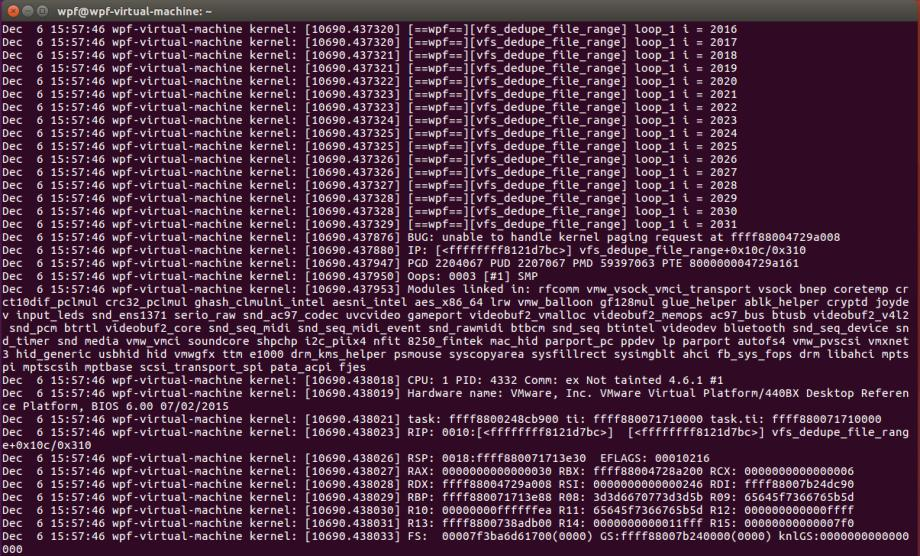 wpf@wpf-virtual-machine: ~
Dec  6 15:57:46 wpf-virtual-machine kernel: [10690.437320] [==wpf==][vfs_dedupe_file_range] loop_1 i = 2016
Dec  6 15:57:46 wpf-virtual-machine kernel: [10690.437320] [==wpf==][vfs_dedupe_file_range] loop_1 i = 2017
Dec  6 15:57:46 wpf-virtual-machine kernel: [10690.437321] [==wpf==][vfs_dedupe_file_range] loop_1 i = 2018
Dec  6 15:57:46 wpf-virtual-machine kernel: [10690.437321] [==wpf==][vfs_dedupe_file_range] loop_1 i = 2019
Dec  6 15:57:46 wpf-virtual-machine kernel: [10690.437322] [==wpf==][vfs_dedupe_file_range] loop_1 i = 2020
Dec  6 15:57:46 wpf-virtual-machine kernel: [10690.437323] [==wpf==][vfs_dedupe_file_range] loop_1 i = 2021
Dec  6 15:57:46 wpf-virtual-machine kernel: [10690.437323] [==wpf==][vfs_dedupe_file_range] loop_1 i = 2022
Dec  6 15:57:46 wpf-virtual-machine kernel: [10690.437324] [==wpf==][vfs_dedupe_file_range] loop_1 i = 2023
Dec  6 15:57:46 wpf-virtual-machine kernel: [10690.437325] [==wpf==][vfs_dedupe_file_range] loop_1 i = 2024
Dec  6 15:57:46 wpf-virtual-machine kernel: [10690.437325] [==wpf==][vfs_dedupe_file_range] loop_1 i = 2025
Dec  6 15:57:46 wpf-virtual-machine kernel: [10690.437326] [==wpf==][vfs_dedupe_file_range] loop_1 i = 2026
Dec  6 15:57:46 wpf-virtual-machine kernel: [10690.437326] [==wpf==][vfs_dedupe_file_range] loop_1 i = 2027
Dec  6 15:57:46 wpf-virtual-machine kernel: [10690.437327] [==wpf==][vfs_dedupe_file_range] loop_1 i = 2028
Dec  6 15:57:46 wpf-virtual-machine kernel: [10690.437328] [==wpf==][vfs_dedupe_file_range] loop_1 i = 2029
Dec  6 15:57:46 wpf-virtual-machine kernel: [10690.437328] [==wpf==][vfs_dedupe_file_range] loop_1 i = 2030
Dec  6 15:57:46 wpf-virtual-machine kernel: [10690.437329] [==wpf==][vfs_dedupe_file_range] loop_1 i = 2031
Dec  6 15:57:46 wpf-virtual-machine kernel: [10690.437876] BUG: unable to handle kernel paging request at ffff88004729a008
Dec  6 15:57:46 wpf-virtual-machine kernel: [10690.437880] IP: [<ffffffff8121d7bc>] vfs_dedupe_file_range+0x10c/0x310
Dec  6 15:57:46 wpf-virtual-machine kernel: [10690.437947] PGD 2204067 PUD 2207067 PMD 59397063 PTE 800000004729a161
Dec  6 15:57:46 wpf-virtual-machine kernel: [10690.437950] Oops: 0003 [#1] SMP
Dec  6 15:57:46 wpf-virtual-machine kernel: [10690.437953] Modules linked in: rfcomm vmw_vsock_vmci_transport vsock bnep coretemp cr
ct10dif_pclmul crc32_pclmul ghash_clmulni_intel aesni_intel aes_x86_64 lrw vmw_balloon gf128mul glue_helper ablk_helper cryptd joyde
v input_leds snd_ens1371 serio_raw snd_ac97_codec uvcvideo gameport videobuf2_vmalloc videobuf2_memops ac97_bus btusb videobuf2_v4l2
 snd_pcm btrtl videobuf2_core snd_seq_midi snd_seq_midi_event snd_rawmidi btbcm snd_seq btintel videodev bluetooth snd_seq_device sn
d_timer snd media vmw_vmci soundcore shpchp i2c_piix4 nfit 8250_fintek mac_hid parport_pc ppdev lp parport autofs4 vmw_pvscsi vmxnet
3 hid_generic usbhid hid vmwgfx ttm e1000 drm_kms_helper psmouse syscopyarea sysfillrect sysimgblt ahci fb_sys_fops drm libahci mpts
pi mptscsih mptbase scsi_transport_spi pata_acpi fjes
Dec  6 15:57:46 wpf-virtual-machine kernel: [10690.438018] CPU: 1 PID: 4332 Comm: ex Not tainted 4.6.1 #1
Dec  6 15:57:46 wpf-virtual-machine kernel: [10690.438019] Hardware name: VMware, Inc. VMware Virtual Platform/440BX Desktop Referen
ce Platform, BIOS 6.00 07/02/2015
Dec  6 15:57:46 wpf-virtual-machine kernel: [10690.438021] task: ffff8800248cb900 ti: ffff880071710000 task.ti: ffff880071710000
Dec  6 15:57:46 wpf-virtual-machine kernel: [10690.438023] RIP: 0010:[<ffffffff8121d7bc>]  [<ffffffff8121d7bc>] vfs_dedupe_file_rang
e+0x10c/0x310
Dec  6 15:57:46 wpf-virtual-machine kernel: [10690.438026] RSP: 0018:ffff880071713e30  EFLAGS: 00010216
Dec  6 15:57:46 wpf-virtual-machine kernel: [10690.438027] RAX: 0000000000000030 RBX: ffff88004728a200 RCX: 0000000000000006
Dec  6 15:57:46 wpf-virtual-machine kernel: [10690.438028] RDX: ffff88004729a008 RSI: 0000000000000246 RDI: ffff88007b24dc90
Dec  6 15:57:46 wpf-virtual-machine kernel: [10690.438029] RBP: ffff880071713e88 R08: 3d3d6670773d3d5b R09: 65645f7366765b5d
Dec  6 15:57:46 wpf-virtual-machine kernel: [10690.438030] R10: 00000000ffffffea R11: 65645f7366765b5d R12: 000000000000ffff
Dec  6 15:57:46 wpf-virtual-machine kernel: [10690.438031] R13: ffff8800738adb00 R14: 00000000000011fff R15: 00000000000007f0
Dec  6 15:57:46 wpf-virtual-machine kernel: [10690.438033] FS:  00007f3ba6d61700(0000) GS:ffff88007b240000(0000) knlGS:0000000000000
000